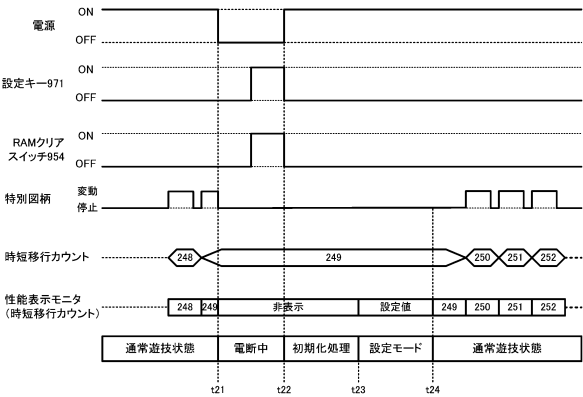 電源 ON
OFF
設定キー971 ON
OFF
RAMクリア
スイッチ954 ON
OFF
特別図柄 変動
停止
時短移行カウント 248 249 250 251 252
性能表示モニタ
（時短移行カウント） 248 249 非表示 設定値 249 250 251 252
通常遊技状態 電断中 初期化処理 設定モード 通常遊技状態
t21 t22 t23 t24